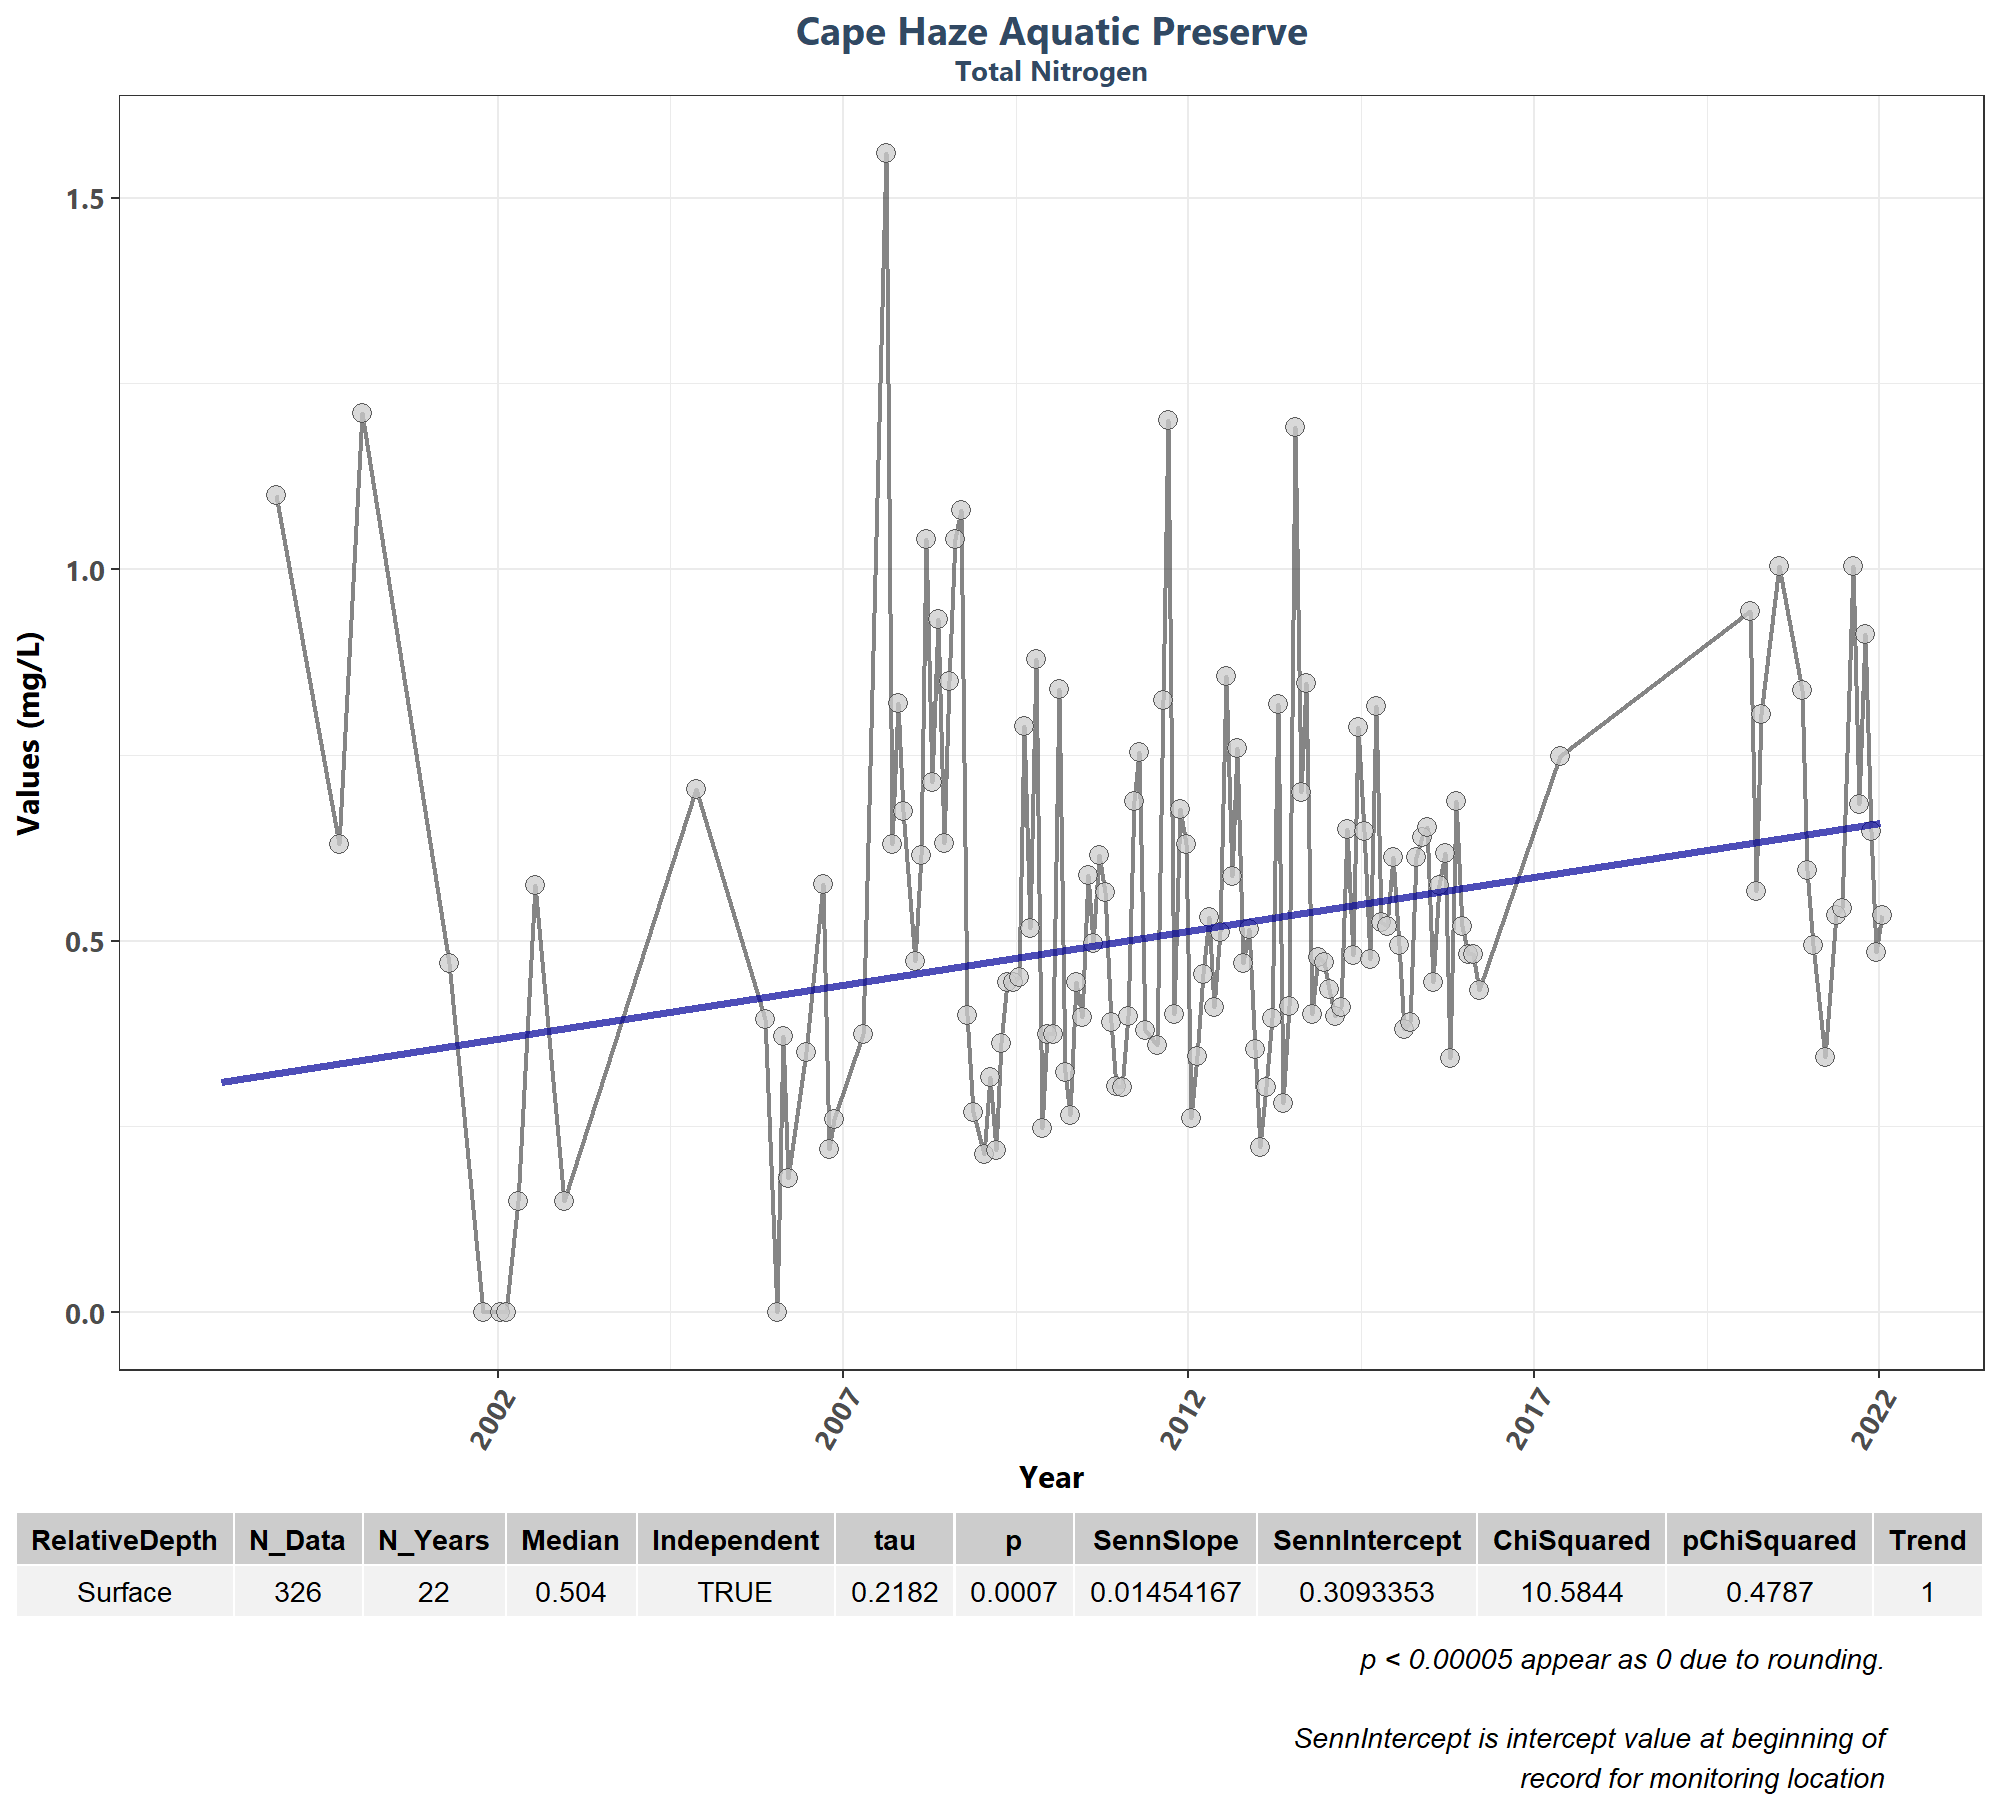 Cape Haze Aquatic Preserve
Total Nitrogen
Values (mg/L)
1.5
1.0
0.5
0.0
2002 2007 2012 2017 2022
Year
RelativeDepth N_Data N_Years Median Independent tau p SennSlope SennIntercept ChiSquared pChiSquared Trend
Surface 326 22 0.504 TRUE 0.2182 0.0007 0.01454167 0.3093353 10.5844 0.4787 1
p < 0.00005 appear as 0 due to rounding.
SennIntercept is intercept value at beginning of
record for monitoring location